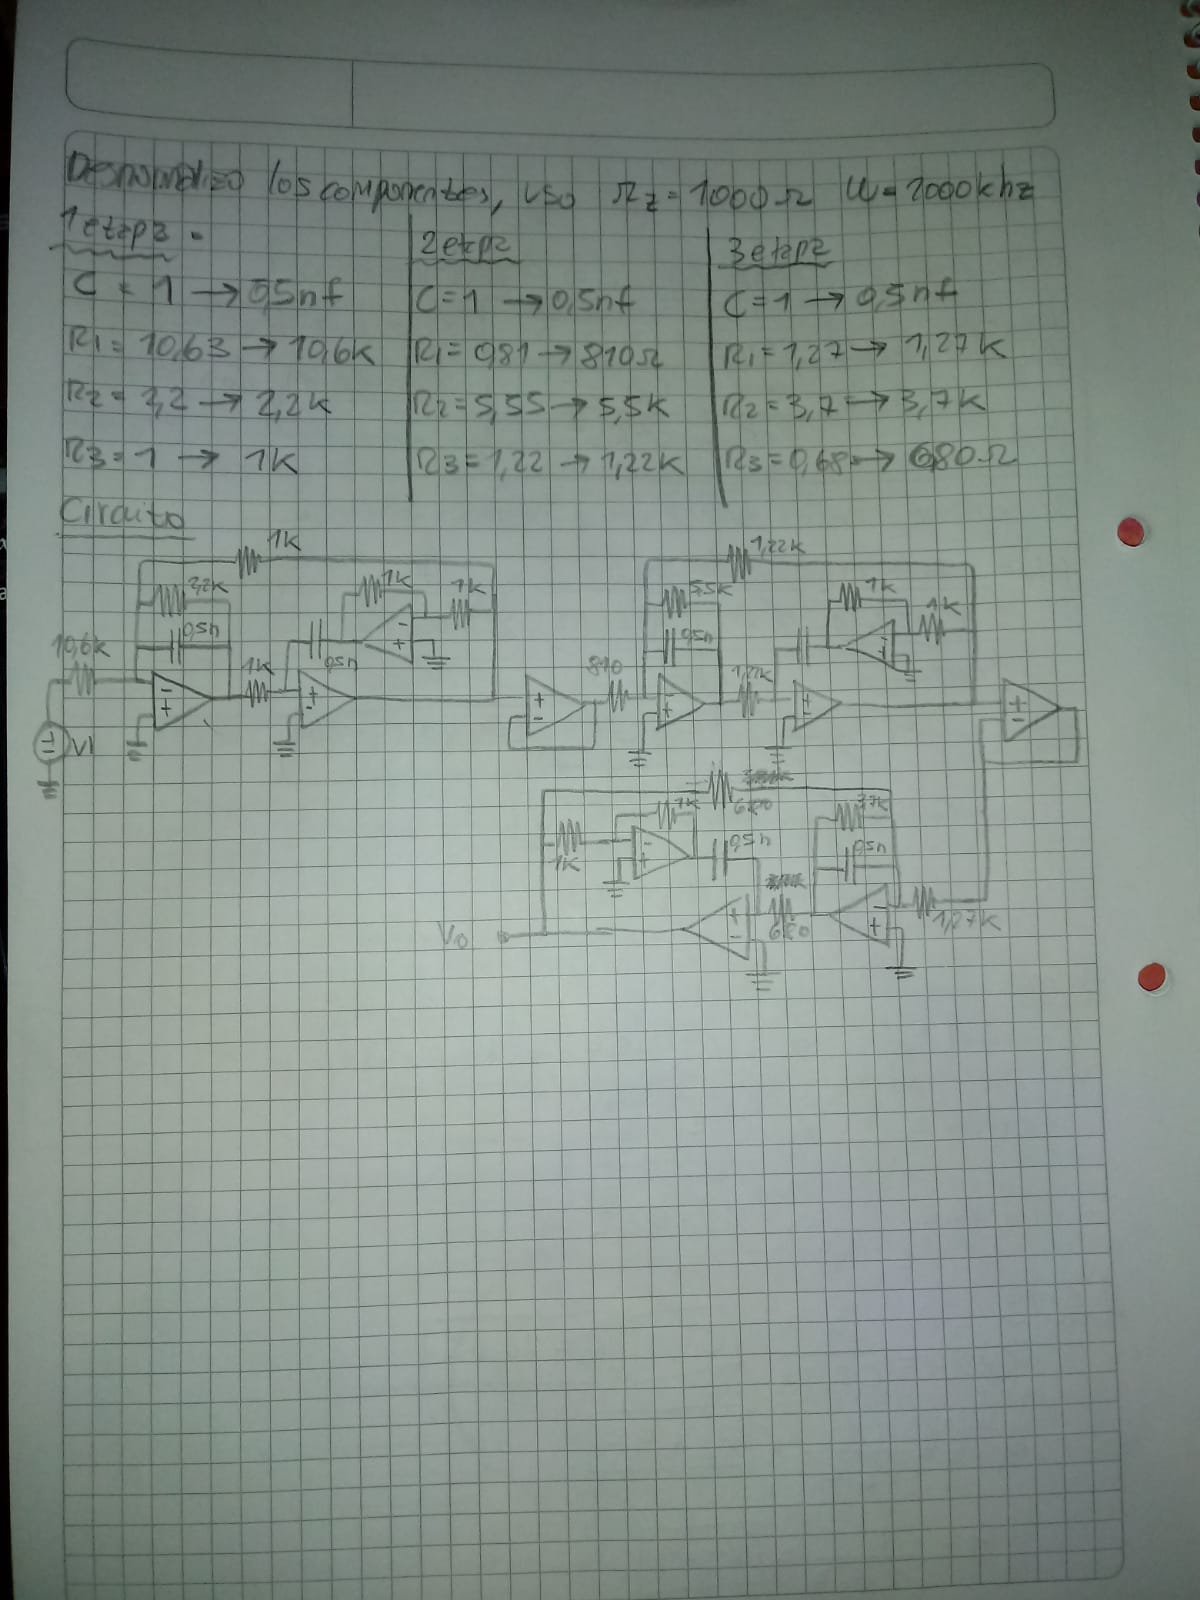 Desnormalizo los componentes, uso Ωz = 1000Ω W = 2000khz
1 etapa
C = 1 → 0,5nf
R1 = 10,63 → 10,6k
R2 = 2,2 → 2,2k
R3 = 1 → 1k
2 etapa
C = 1 → 0,5nf
R1 = 0,81 → 810Ω
R2 = 5,55 → 5,5k
R3 = 1,22 → 1,22k
3 etapa
C = 1 → 0,5nf
R1 = 1,27 → 1,27k
R2 = 3,7 → 3,7k
R3 = 0,68 → 680Ω
Circuito
1k
1,22k
2,2k
1k
1k
5,5k
1k
1k
0,5n
0,5n
0,5n
10,6k
1k
810
1,22k
VI
680
1k
3,7k
1k
0,5n
0,5n
680
1,27k
Vo